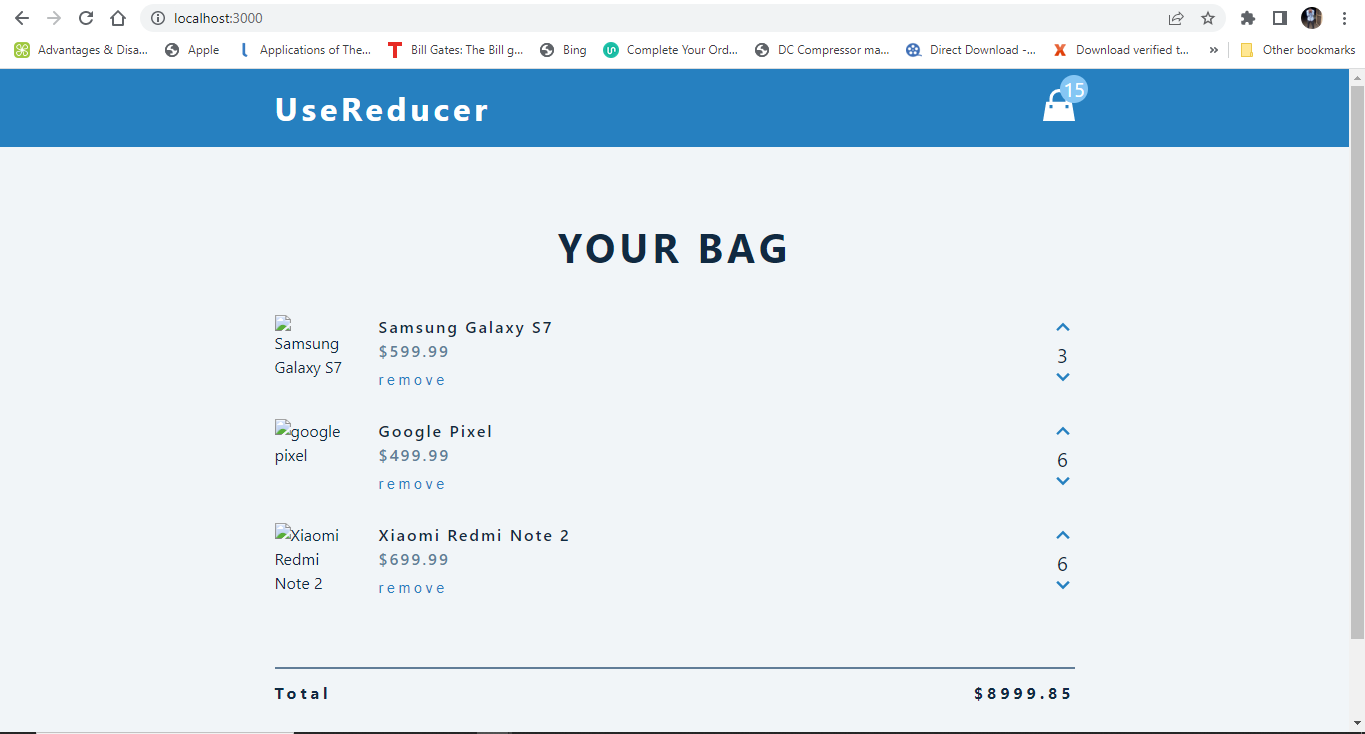 localhost:3000
Advantages & Disa...
Apple
Applications of The...
Bill Gates: The Bill g...
Bing
Complete Your Ord...
DC Compressor ma...
Direct Download -...
Download verified t...
»
Other bookmarks
UseReducer
15
YOUR BAG
Samsung
Galaxy S7
Samsung Galaxy S7
$599.99
remove
3
google
pixel
Google Pixel
$499.99
remove
6
Xiaomi
Redmi
Note 2
Xiaomi Redmi Note 2
$699.99
remove
6
Total
$8999.85